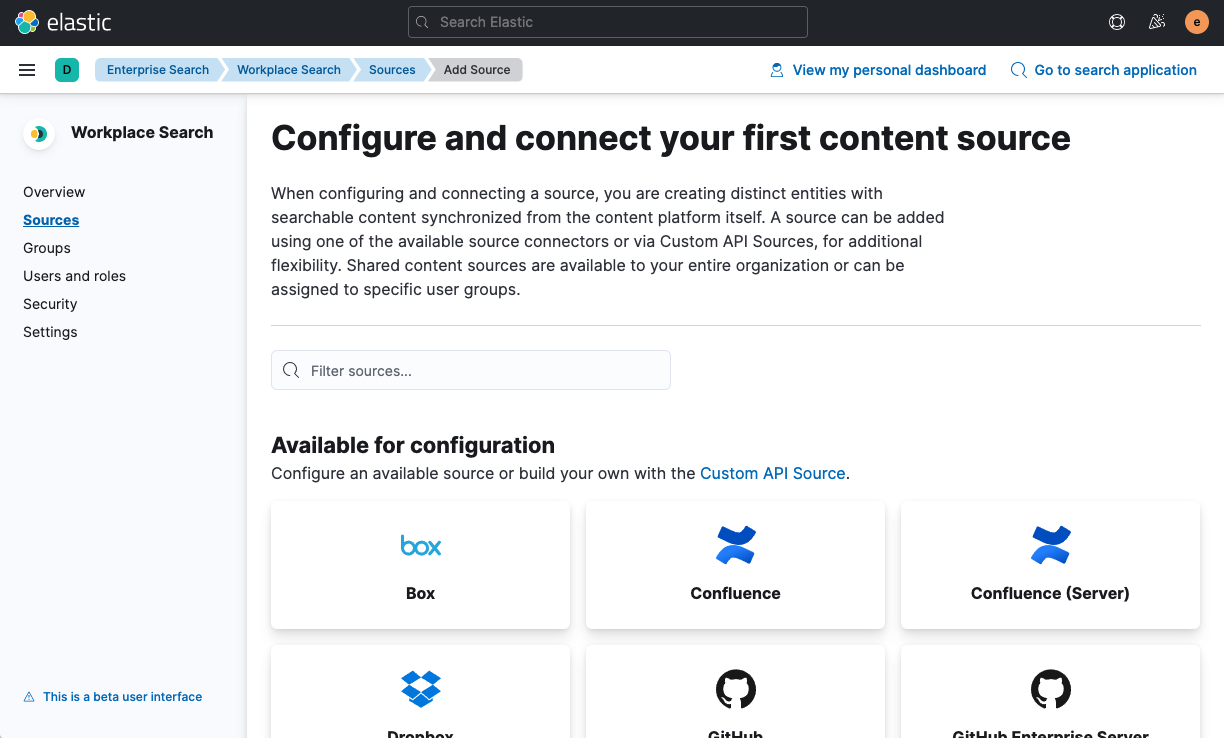 elastic
Search Elastic
e
D
Enterprise Search
Workplace Search
Sources
Add Source
View my personal dashboard
Go to search application
Workplace Search
Overview
Sources
Groups
Users and roles
Security
Settings
This is a beta user interface
Configure and connect your first content source
When configuring and connecting a source, you are creating distinct entities with
searchable content synchronized from the content platform itself. A source can be added
using one of the available source connectors or via Custom API Sources, for additional
flexibility. Shared content sources are available to your entire organization or can be
assigned to specific user groups.
Filter sources...
Available for configuration
Configure an available source or build your own with the Custom API Source.
box
Box
Confluence
Confluence (Server)
Dropbox
GitHub
GitHub Enterprise Server